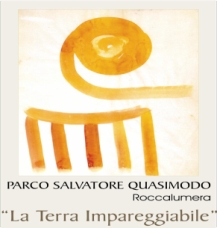 PARCO SALVATORE QUASIMODO
Roccalumera
“La Terra Impareggiabile”